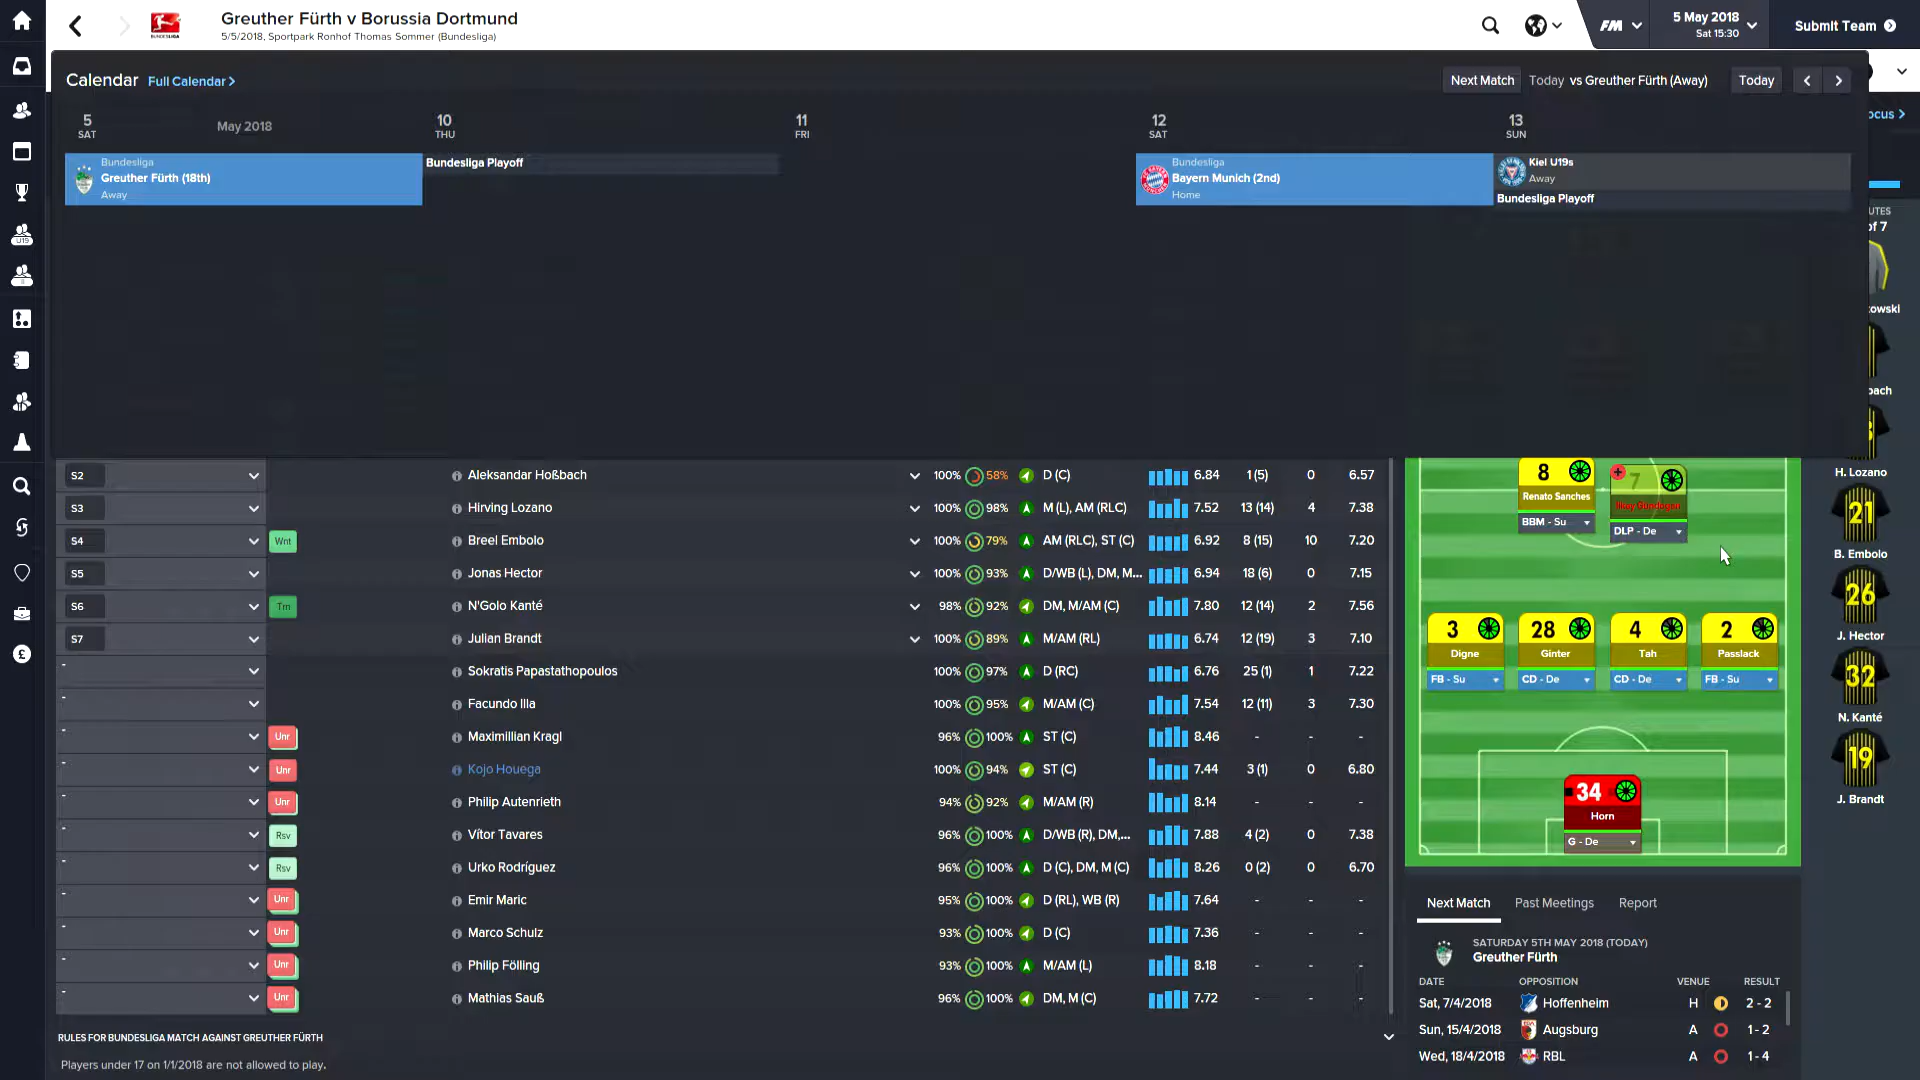 Greuther Fürth v Borussia Dortmund
5/5/2018, Sportpark Ronhof Thomas Sommer (Bundesliga)
FM
5 May 2018
Sat 15:30
Submit Team
Calendar Full Calendar >
Next Match Today vs Greuther Fürth (Away) Today
5 SAT May 2018 10 THU 11 FRI 12 SAT 13 SUN
Bundesliga
Greuther Fürth (18th)
Away
Bundesliga Playoff
Bundesliga
Bayern Munich (2nd)
Home
Kiel U19s
Away
Bundesliga Playoff
S2 Aleksandar Hoßbach 100% 58% D (C) 6.84 1(5) 0 6.57
S3 Hirving Lozano 100% 98% M (L), AM (RLC) 7.52 13 (14) 4 7.38
S4 Wnt Breel Embolo 100% 79% AM (RLC), ST (C) 6.92 8 (15) 10 7.20
S5 Jonas Hector 100% 93% D/WB (L), DM, M... 6.94 18 (6) 0 7.15
S6 Trn N'Golo Kanté 98% 92% DM, M/AM (C) 7.80 12 (14) 2 7.56
S7 Julian Brandt 100% 89% M/AM (RL) 6.74 12 (19) 3 7.10
- Sokratis Papastathopoulos 100% 97% D (RC) 6.76 25 (1) 1 7.22
- Facundo Illa 100% 95% M/AM (C) 7.54 12 (11) 3 7.30
- Unr Maximillian Kragl 96% 100% ST (C) 8.46 - - -
- Unr Kojo Houega 100% 94% ST (C) 7.44 3 (1) 0 6.80
- Unr Philip Autenrieth 94% 92% M/AM (R) 8.14 - - -
- Rsv Vítor Tavares 96% 100% D/WB (R), DM,... 7.88 4 (2) 0 7.38
- Rsv Urko Rodríguez 96% 100% D (C), DM, M (C) 8.26 0 (2) 0 6.70
- Unr Emir Maric 95% 100% D (RL), WB (R) 7.64 - - -
- Unr Marco Schulz 93% 100% D (C) 7.36 - - -
- Unr Philip Fölling 93% 100% M/AM (L) 8.18 - - -
- Unr Mathias Sauß 96% 100% DM, M (C) 7.72 - - -
RULES FOR BUNDESLIGA MATCH AGAINST GREUTHER FÜRTH
Players under 17 on 1/1/2018 are not allowed to play.
8 7
Renato Sanches Ilkay Gündogan
BBM - Su DLP - De
3 28 4 2
Digne Ginter Tah Passlack
FB - Su CD - De CD - De FB - Su
34
Horn
G - De
Next Match Past Meetings Report
SATURDAY 5TH MAY 2018 (TODAY)
Greuther Fürth
DATE OPPOSITION VENUE RESULT
Sat, 7/4/2018 Hoffenheim H 2 - 2
Sun, 15/4/2018 Augsburg A 1 - 2
Wed, 18/4/2018 RBL A 1 - 4
ocus >
UTES
of 7
owski
bach
H. Lozano
21
B. Embolo
26
J. Hector
32
N. Kanté
19
J. Brandt